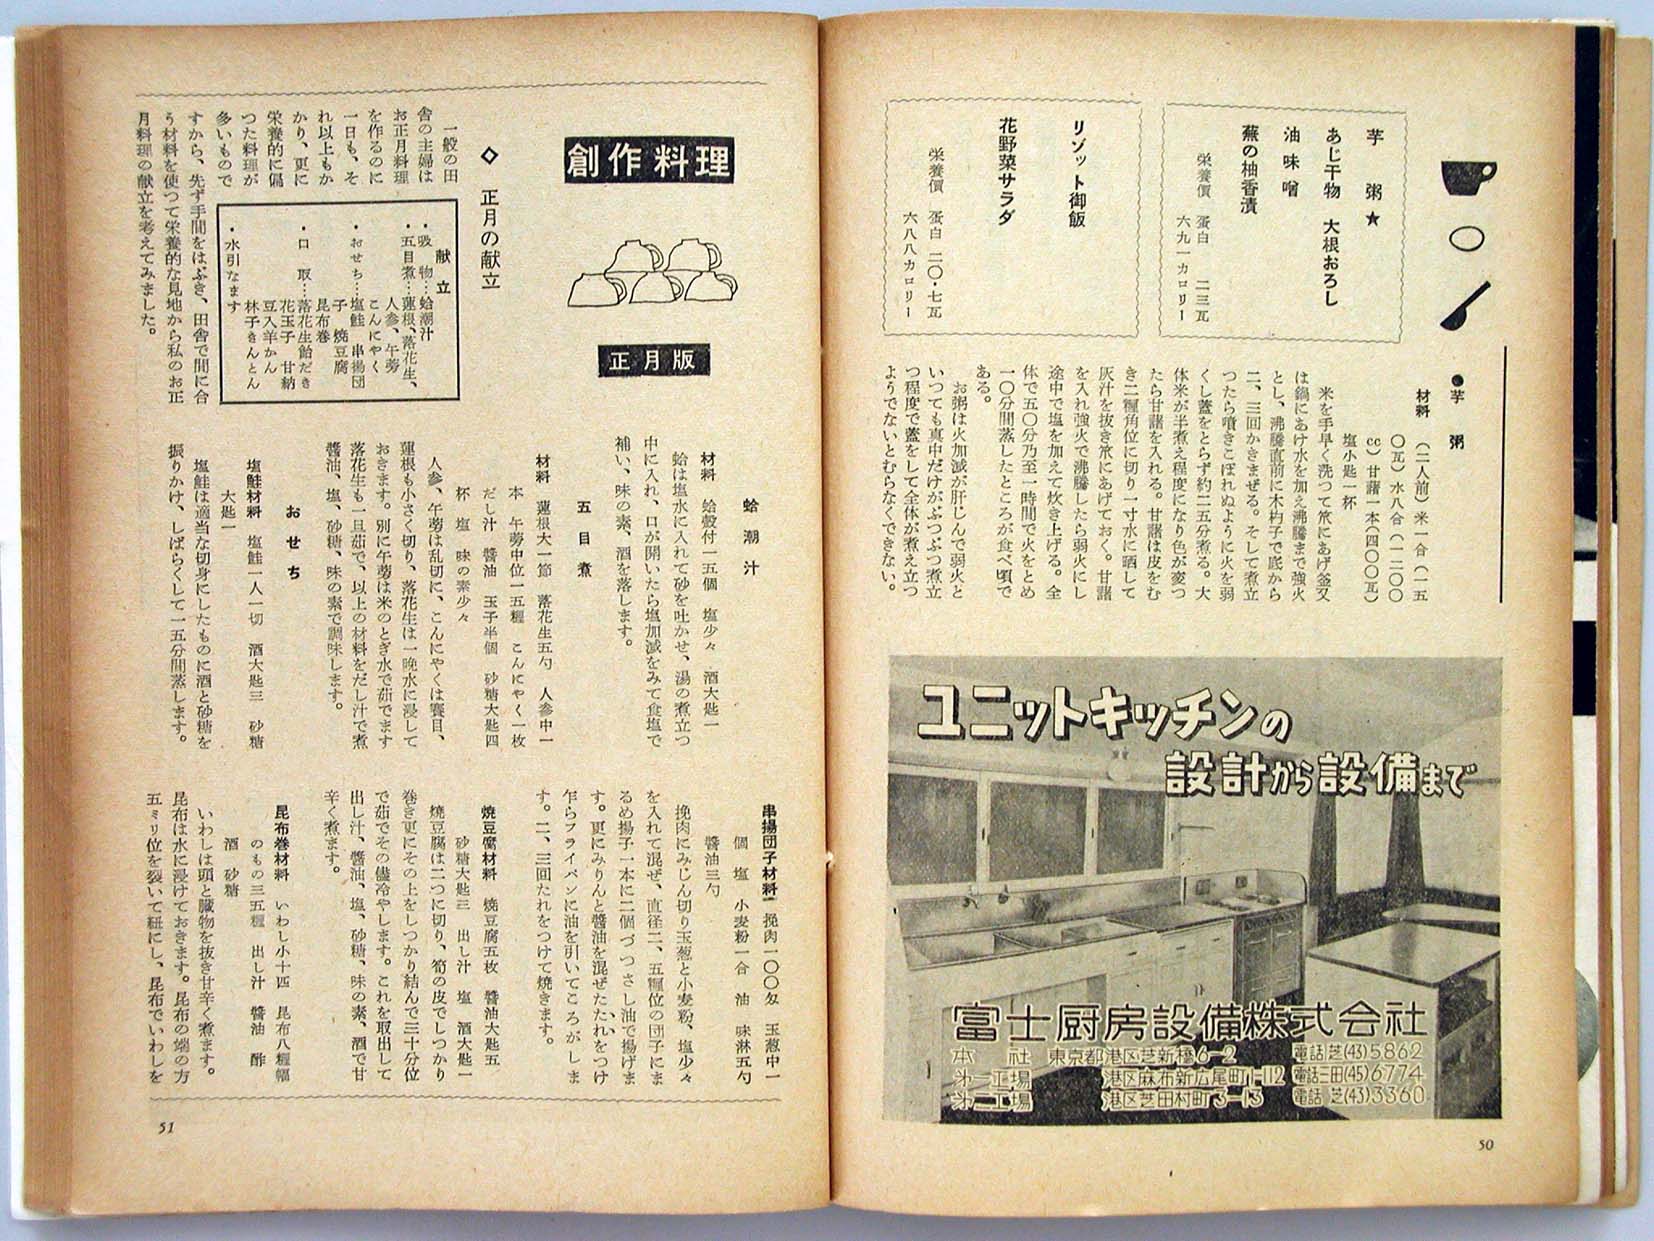 芋粥★
あじ干物　大根おろし
油味噌
蕪の柚香漬
栄養價　蛋白　二三瓦
六九一カロリー
リゾット御飯
花野菜サラダ
栄養價　蛋白　二〇・七瓦
六八八カロリー
●芋粥
材料　（二人前）米一合（一五
〇瓦）水八合（一二〇〇
cc）甘藷一本（四〇〇瓦）
塩小匙一杯
米を手早く洗つて笊にあげ釜又
は鍋にあけ水を加え沸騰まで強火
とし、沸騰直前に木杓子で底から
二、三回かきまぜる。そして煮立
つたら噴きこぼれぬように火を弱
くし蓋をとらず約二五分煮る。大
体米が半煮え程度になり色が変つ
たら甘藷を入れる。甘藷は皮をむ
き二糎角位に切り一寸水に晒して
灰汁を抜き笊にあげておく。甘藷
を入れ強火で沸騰したら弱火にし
途中で塩を加えて炊き上げる。全
体で五〇分乃至一時間で火をとめ
一〇分間蒸したところが食べ頃で
ある。
お粥は火加減が肝じんで弱火と
いつても真中だけがぶつぶつ煮立
つ程度で蓋をして全体が煮え立つ
ようでないとむらなくできない。
ユニットキッチンの
設計から設備まで
富士厨房設備株式会社
本　社　東京都港区芝新橋6-2　電話芝(43)5862
第一工場　港区麻布新広尾町1-112　電話三田(45)6774
第二工場　港区芝田村町3-13　電話芝(43)3360
50
創作料理
正月版
◇　正月の献立
一般の田
舎の主婦は
お正月料理
を作るのに
一日も、そ
れ以上もか
かり、更に
栄養的に偏
つた料理が
多いもので
すから、先ず手間をはぶき、田舎で間に合
う材料を使つて栄養的な見地から私のお正
月料理の献立を考えてみました。
献立
・吸　物…蛤潮汁
・五目煮…蓮根、落花生、
人参、午蒡
こんにやく
・おせち…塩鮭　串揚団
子　焼豆腐
昆布巻
・口　取…落花生飴だき
花玉子　甘納
豆入羊かん
林子きんとん
・水引なます
蛤潮汁
材料　蛤殻付一五個　塩少々　酒大匙一
蛤は塩水に入れて砂を吐かせ、湯の煮立つ
中に入れ、口が開いたら塩加減をみて食塩で
補い、味の素、酒を落します。
五目煮
材料　蓮根大一節　落花生五勺　人参中一
本　午蒡中位一五糎　こんにやく一枚
だし汁　醬油　玉子半個　砂糖大匙四
杯　塩　味の素少々
人参、午蒡は乱切に、こんにやくは賽目、
蓮根も小さく切り、落花生は一晩水に浸して
おきます。別に午蒡は米のとぎ水で茹でます
落花生も一旦茹で、以上の材料をだし汁で煮
醬油、塩、砂糖、味の素で調味します。
おせち
塩鮭材料　塩鮭一人一切　酒大匙三　砂糖
大匙一
塩鮭は適当な切身にしたものに酒と砂糖を
振りかけ、しばらくして一五分間蒸します。
串揚団子材料　挽肉一〇〇匁　玉葱中一
個　塩　小麦粉一合　油　味淋五勺
醬油三勺
挽肉にみじん切り玉葱と小麦粉、塩少々
を入れて混ぜ、直径二、五糎位の団子にま
るめ揚子一本に二個づつさし油で揚げま
す。更にみりんと醬油を混ぜたたれをつけ
乍らフライパンに油を引いてころがしま
す。二、三回たれをつけて焼きます。
焼豆腐材料　焼豆腐五枚　醬油大匙五
砂糖大匙三　出し汁　塩　酒大匙一
焼豆腐は二つに切り、筍の皮でしつかり
巻き更にその上をしつかり結んで三十分位
で茹でその儘冷やします。これを取出して
出し汁、醬油、塩、砂糖、味の素、酒で甘
辛く煮ます。
昆布巻材料　いわし小十匹　昆布八糎幅
のもの三五糎　出し汁　醬油　酢
酒　砂糖
いわしは頭と臓物を抜き甘辛く煮ます。
昆布は水に浸けておきます。昆布の端の方
五ミリ位を裂いて紐にし、昆布でいわしを
51